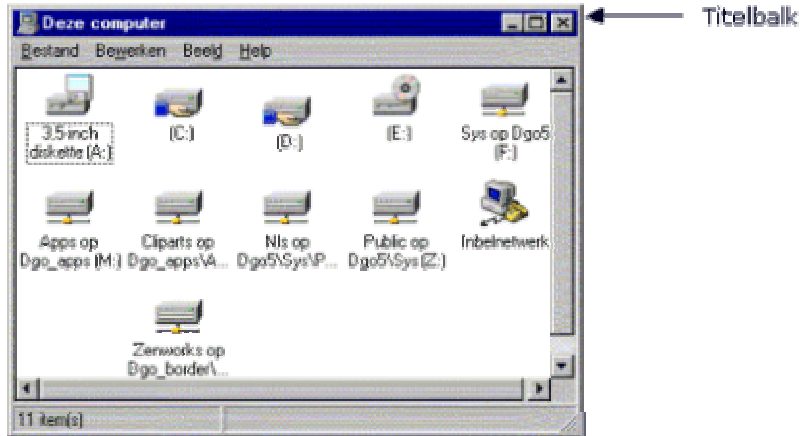 Deze computer
Titelbalk
Bestand Bewerken Beeld Help
3.5-inch
diskette (A:)
(C:)
(D:)
(E:)
Sys op Dgo5
(F:)
Apps op
Dgo_apps (M:)
Cliparts op
Dgo_apps\A...
Nls op
Dgo5\Sys\P...
Public op
Dgo5\Sys (Z:)
Inbelnetwerk
Zenworks op
Dgo_border\...
11 item(s)